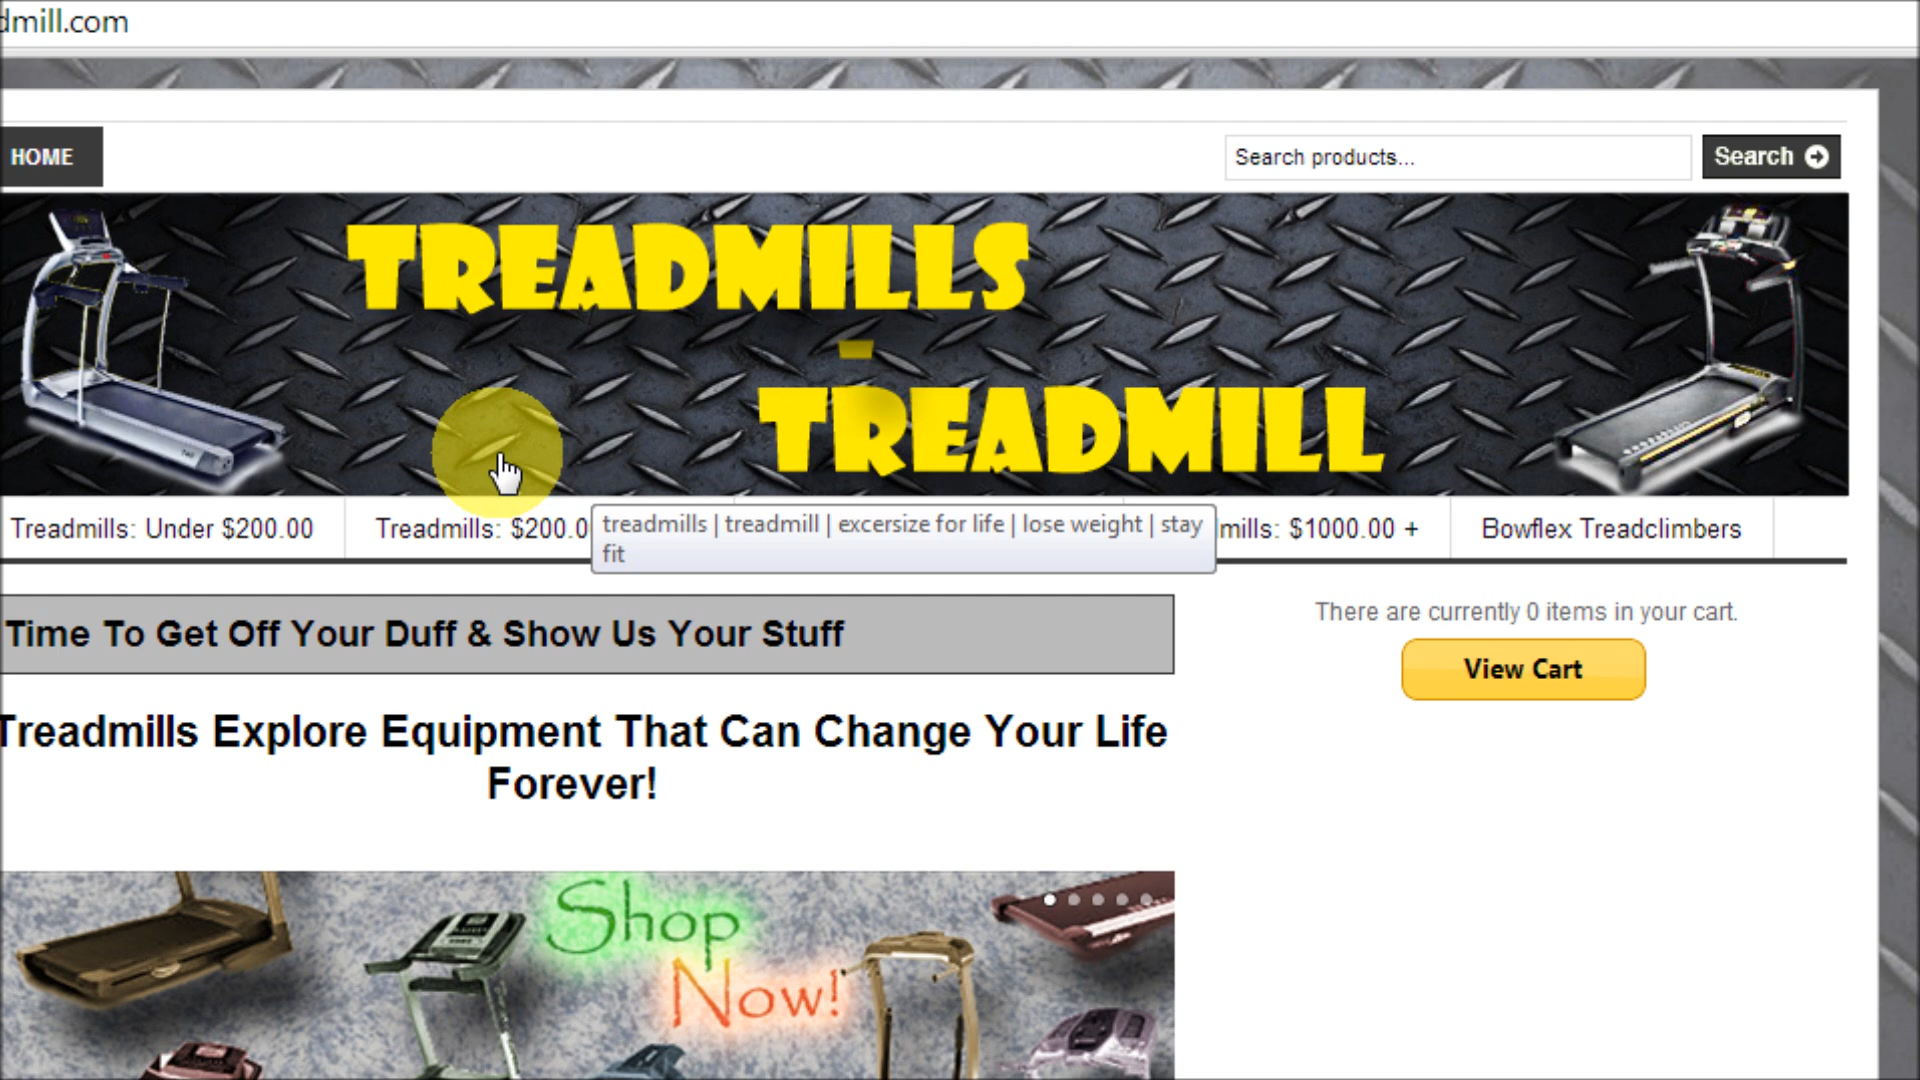 dmill.com
HOME
Search products...
Search
TREADMILLS
-
TREADMILL
Treadmills: Under $200.00
Treadmills: $200.0
mills: $1000.00 +
Bowflex Treadclimbers
treadmills | treadmill | excersize for life | lose weight | stay
fit
Time To Get Off Your Duff & Show Us Your Stuff
There are currently 0 items in your cart.
View Cart
Treadmills Explore Equipment That Can Change Your Life
Forever!
Shop
Now!